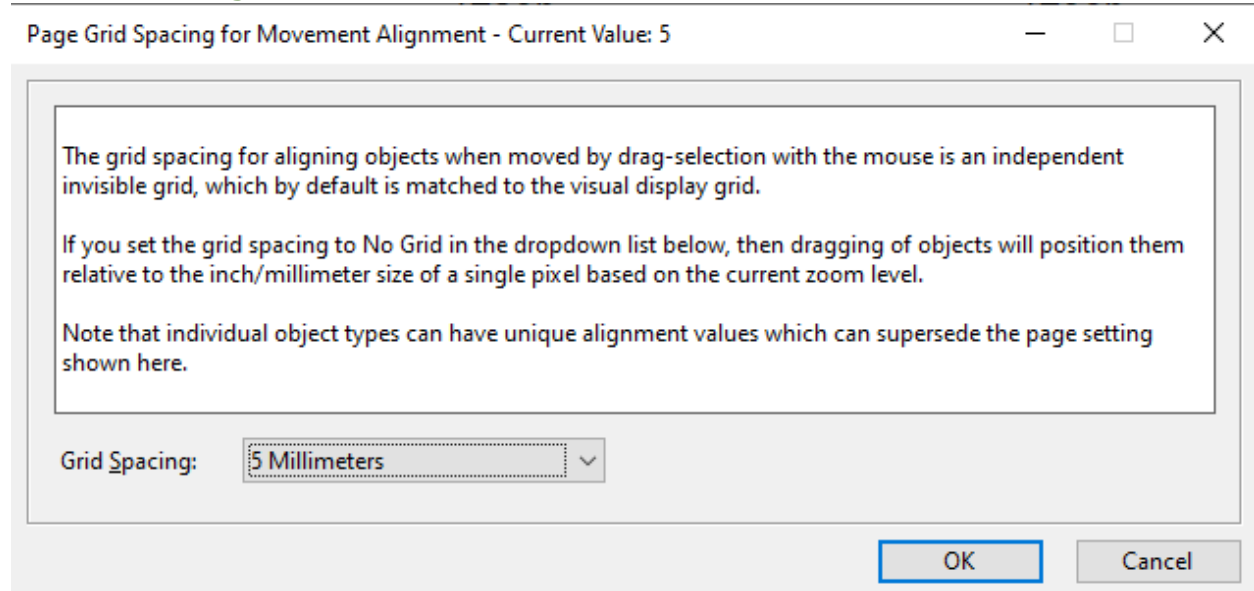 Page Grid Spacing for Movement Alignment - Current Value: 5
The grid spacing for aligning objects when moved by drag-selection with the mouse is an independent
invisible grid, which by default is matched to the visual display grid.
If you set the grid spacing to No Grid in the dropdown list below, then dragging of objects will position them
relative to the inch/millimeter size of a single pixel based on the current zoom level.
Note that individual object types can have unique alignment values which can supersede the page setting
shown here.
Grid Spacing:
5 Millimeters
OK
Cancel